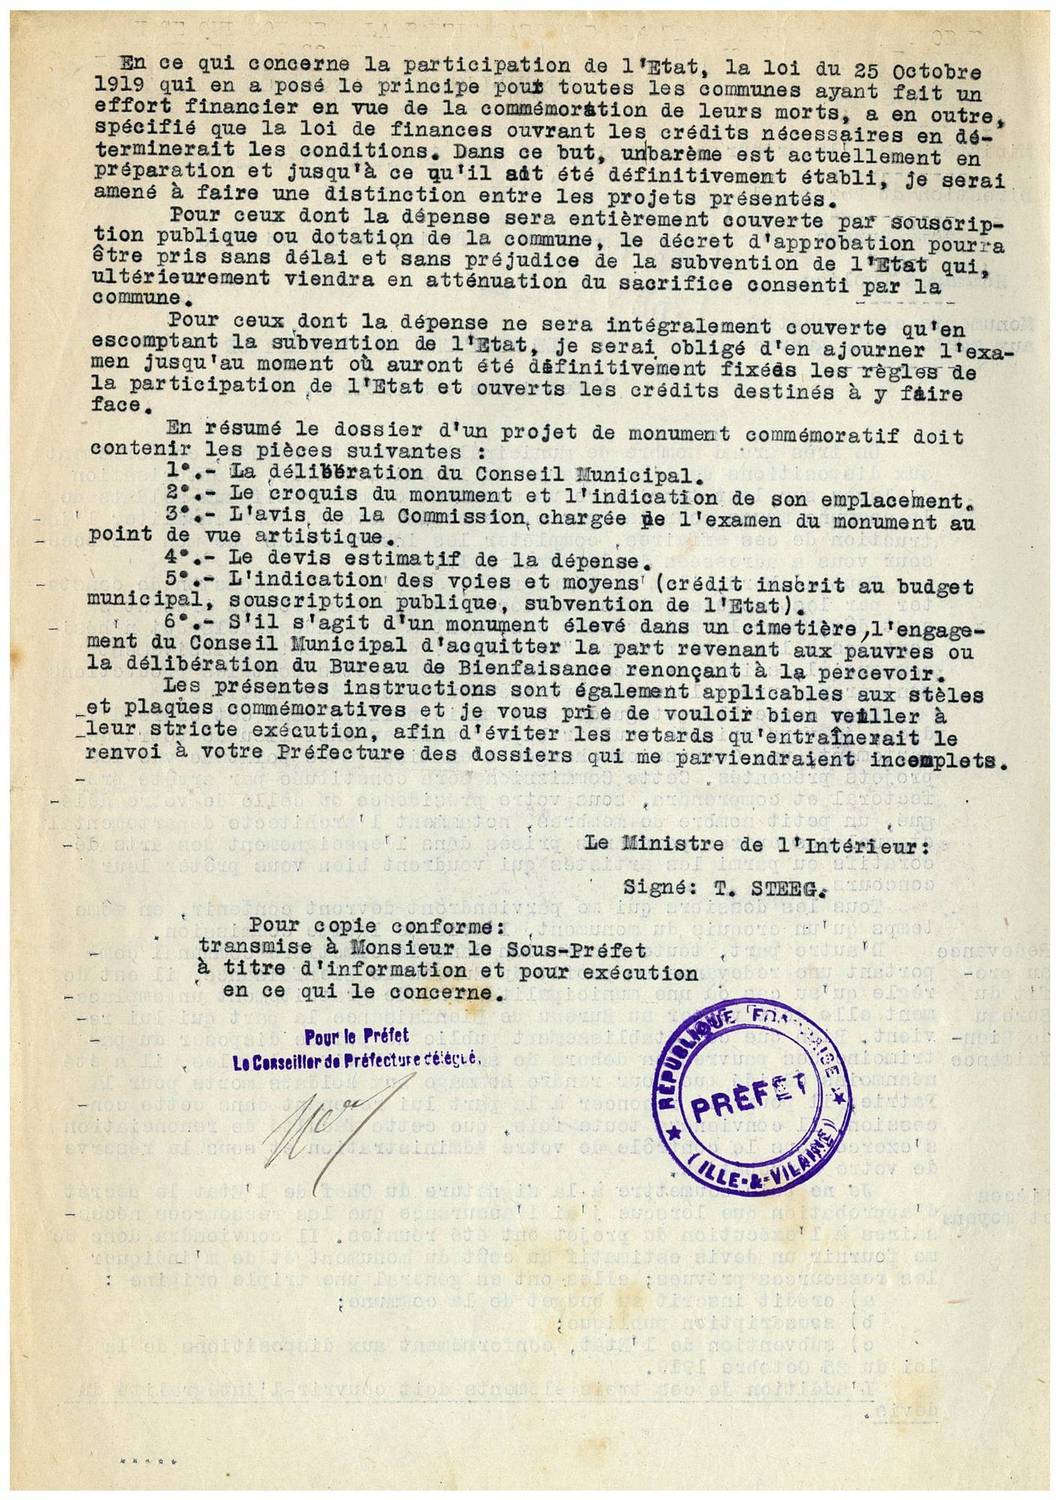 En ce qui concerne la participation de l'Etat, la loi du 25 Octobre
1919 qui en a posé le principe pout toutes les communes ayant fait un
effort financier en vue de la commémoration de leurs morts, a en outre,
spécifié que la loi de finances ouvrant les crédits nécessaires en dé-
terminerait les conditions. Dans ce but, un barème est actuellement en
préparation et jusqu'à ce qu'il ait été définitivement établi, je serai
amené à faire une distinction entre les projets présentés.
Pour ceux dont la dépense sera entièrement couverte par souscrip-
tion publique ou dotation de la commune, le décret d'approbation pourra
être pris sans délai et sans préjudice de la subvention de l'Etat qui,
ultérieurement viendra en atténuation du sacrifice consenti par la
commune.
Pour ceux dont la dépense ne sera intégralement couverte qu'en
escomptant la subvention de l'Etat, je serai obligé d'en ajourner l'exa-
men jusqu'au moment où auront été définitivement fixées les règles de
la participation de l'Etat et ouverts les crédits destinés à y faire
face.
En résumé le dossier d'un projet de monument commémoratif doit
contenir les pièces suivantes :
1°.- La délibération du Conseil Municipal.
2°.- Le croquis du monument et l'indication de son emplacement.
3°.- L'avis de la Commission chargée de l'examen du monument au
point de vue artistique.
4°.- Le devis estimatif de la dépense.
5°.- L'indication des voies et moyens (crédit inscrit au budget
municipal, souscription publique, subvention de l'Etat).
6°.- S'il s'agit d'un monument élevé dans un cimetière, l'engage-
ment du Conseil Municipal d'acquitter la part revenant aux pauvres ou
la délibération du Bureau de Bienfaisance renonçant à la percevoir.
Les présentes instructions sont également applicables aux stèles
et plaques commémoratives et je vous prie de vouloir bien veiller à
leur stricte exécution, afin d'éviter les retards qu'entraînerait le
renvoi à votre Préfecture des dossiers qui me parviendraient incomplets.
Le Ministre de l'Intérieur:
Signé: T. STEEG.
Pour copie conforme:
transmise à Monsieur le Sous-Préfet
à titre d'information et pour exécution
en ce qui le concerne.
Pour le Préfet
Le Conseiller de Préfecture délégué,
RÉPUBLIQUE FRANÇAISE
PRÉFET
(ILLE-&-VILAINE)